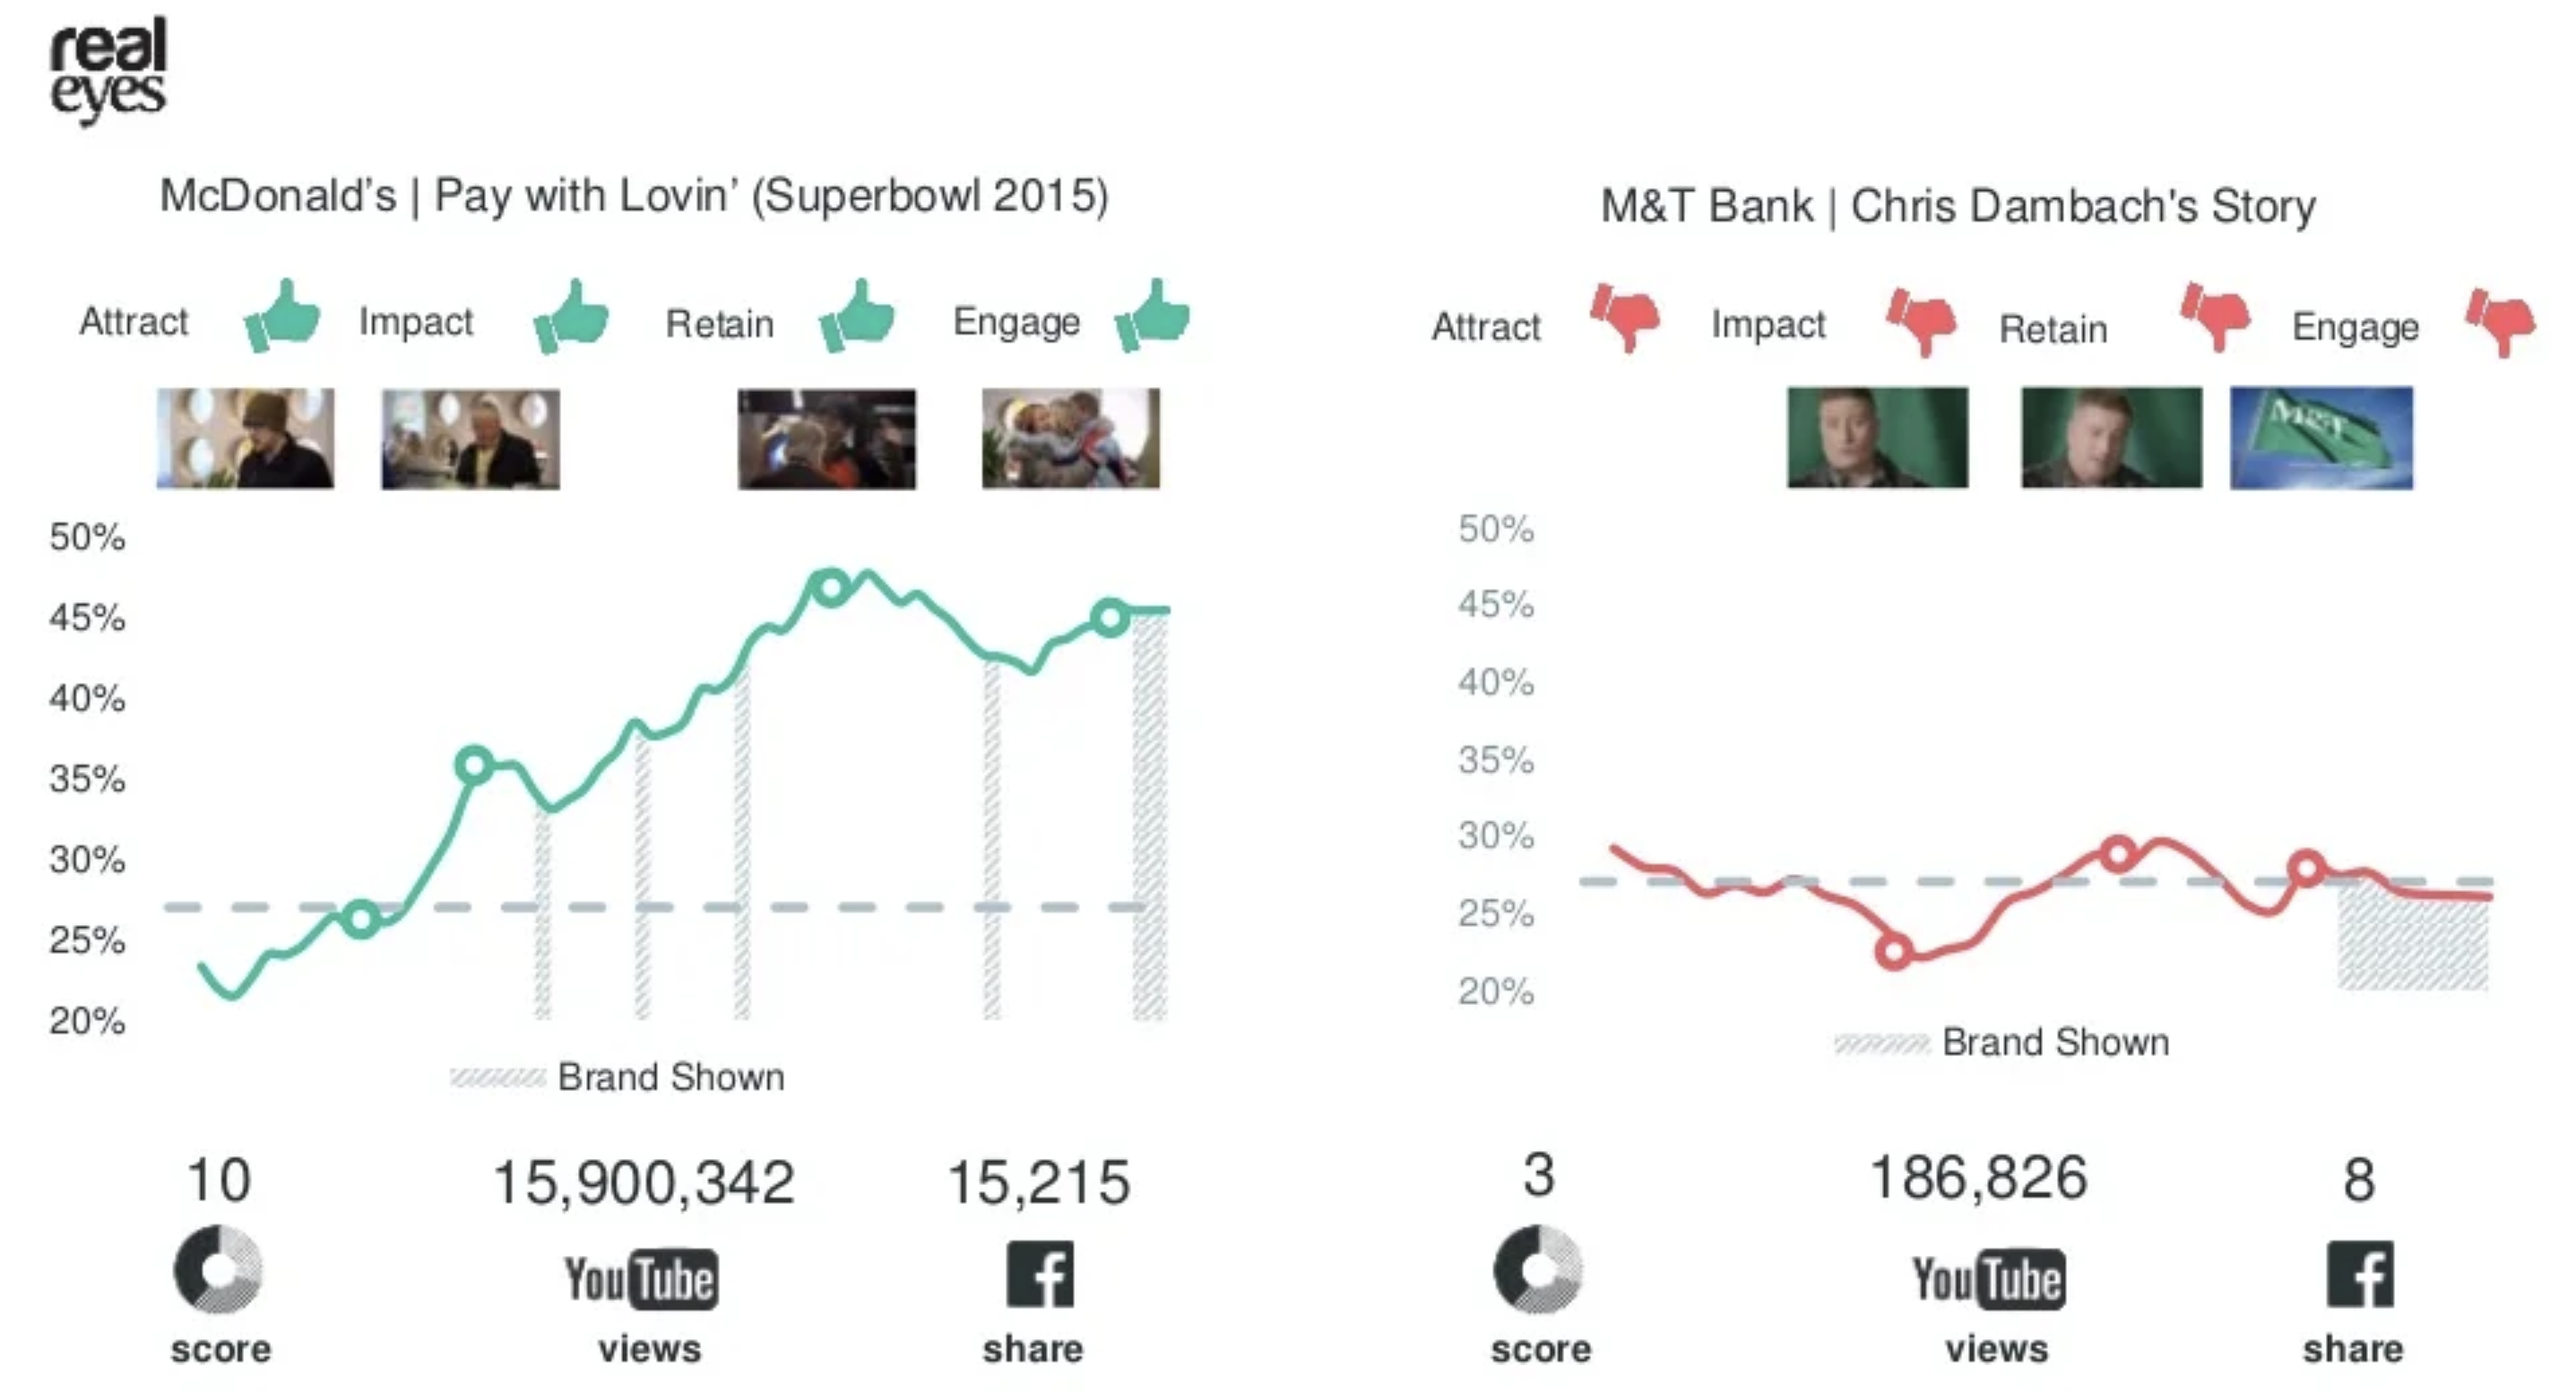 real
eyes
McDonald's | Pay with Lovin' (Superbowl 2015)
Attract Impact Retain Engage
50%
45%
40%
35%
30%
25%
20%
Brand Shown
10 15,900,342 15,215
YouTube f
score views share
M&T Bank | Chris Dambach's Story
Attract Impact Retain Engage
M&T
50%
45%
40%
35%
30%
25%
20%
Brand Shown
3 186,826 8
YouTube f
score views share